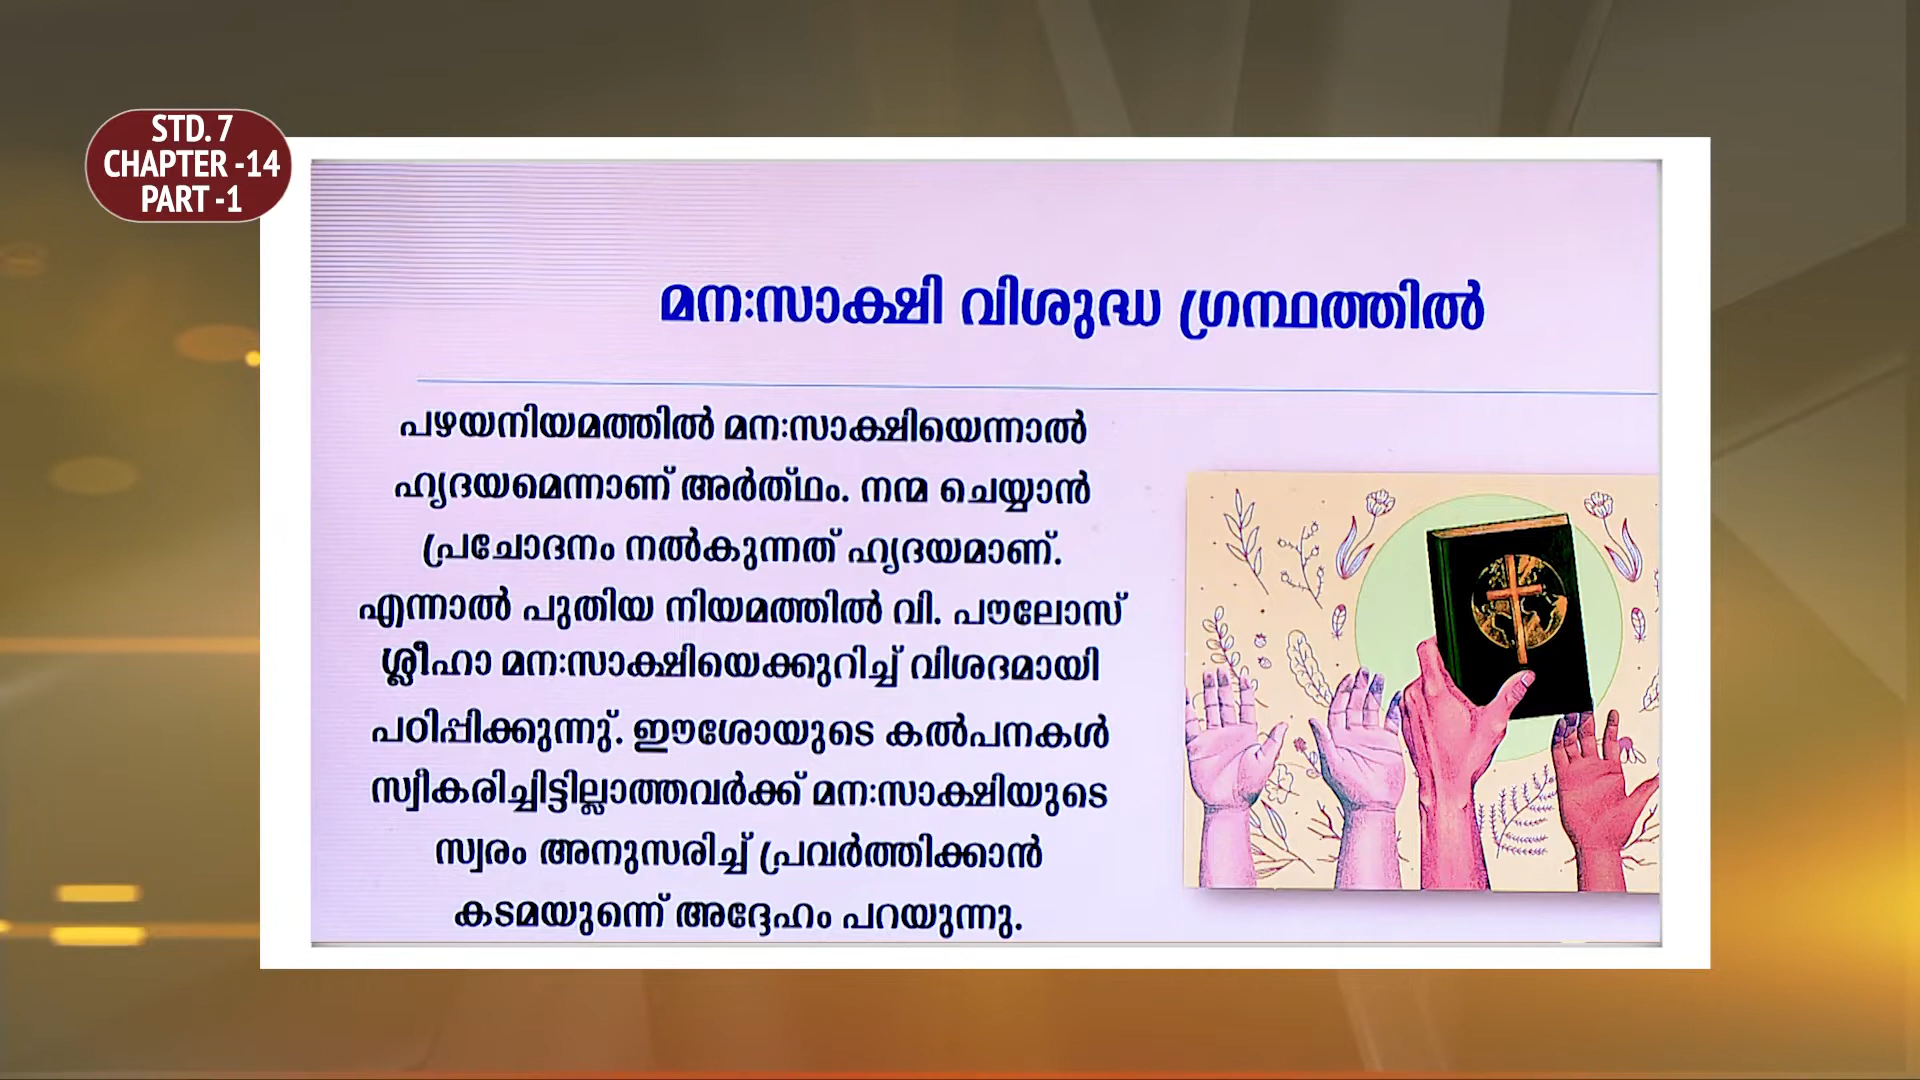 STD. 7
CHAPTER -14
PART -1
മന:സാക്ഷി വിശുദ്ധ ഗ്രന്ഥത്തിൽ
പഴയനിയമത്തിൽ മന:സാക്ഷിയെന്നാൽ
ഹൃദയമെന്നാണ് അർത്ഥം. നന്മ ചെയ്യാൻ
പ്രചോദനം നൽകുന്നത് ഹൃദയമാണ്.
എന്നാൽ പുതിയ നിയമത്തിൽ വി. പൗലോസ്
ശ്ലീഹാ മന:സാക്ഷിയെക്കുറിച്ച് വിശദമായി
പഠിപ്പിക്കുന്നു്. ഈശോയുടെ കൽപനകൾ
സ്വീകരിച്ചിട്ടില്ലാത്തവർക്ക് മന:സാക്ഷിയുടെ
സ്വരം അനുസരിച്ച് പ്രവർത്തിക്കാൻ
കടമയുന്നെ് അദ്ദേഹം പറയുന്നു.